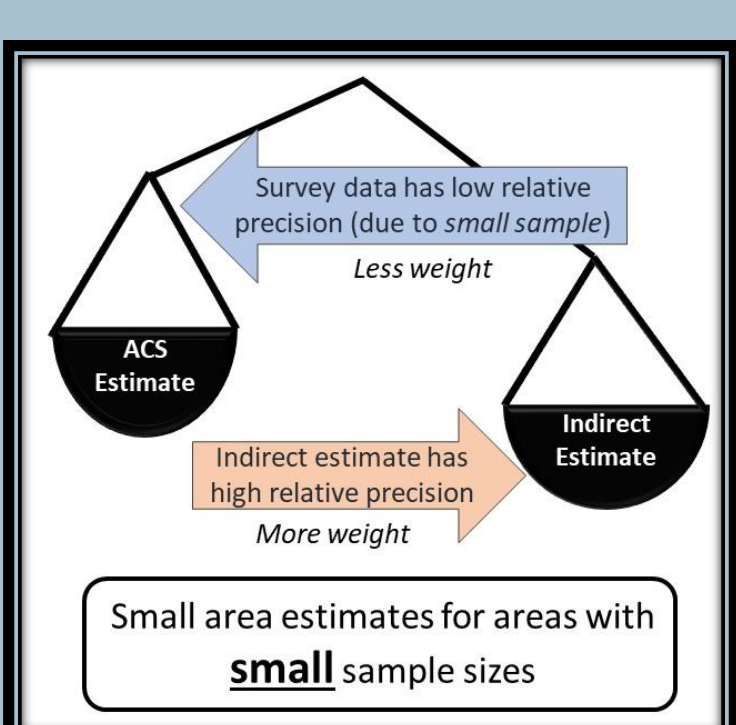 Survey data has low relative
precision (due to small sample)
Less weight
ACS
Estimate
Indirect
Estimate
Indirect estimate has
high relative precision
More weight
Small area estimates for areas with
small sample sizes